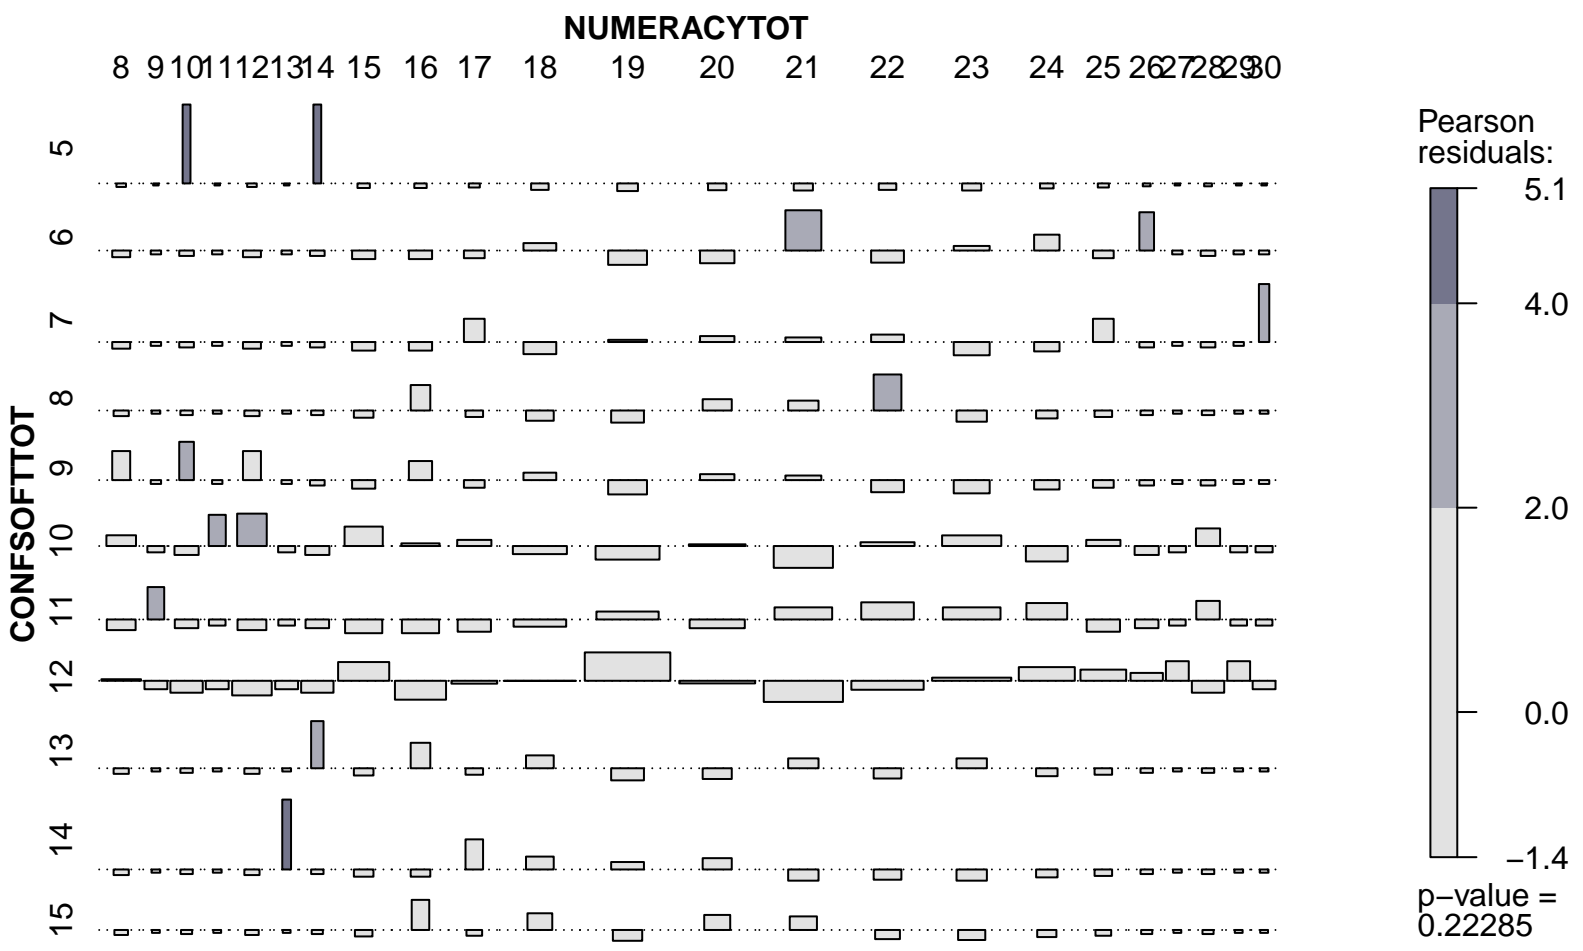 NUMERACYTOT
8 9 10 11 12 13 14 15 16 17 18 19 20 21 22 23 24 25 26 27 28 29 30
CONFSOFTTOT
5
6
7
8
9
10
11
12
13
14
15
Pearson
residuals:
5.1
4.0
2.0
0.0
−1.4
p−value =
0.22285